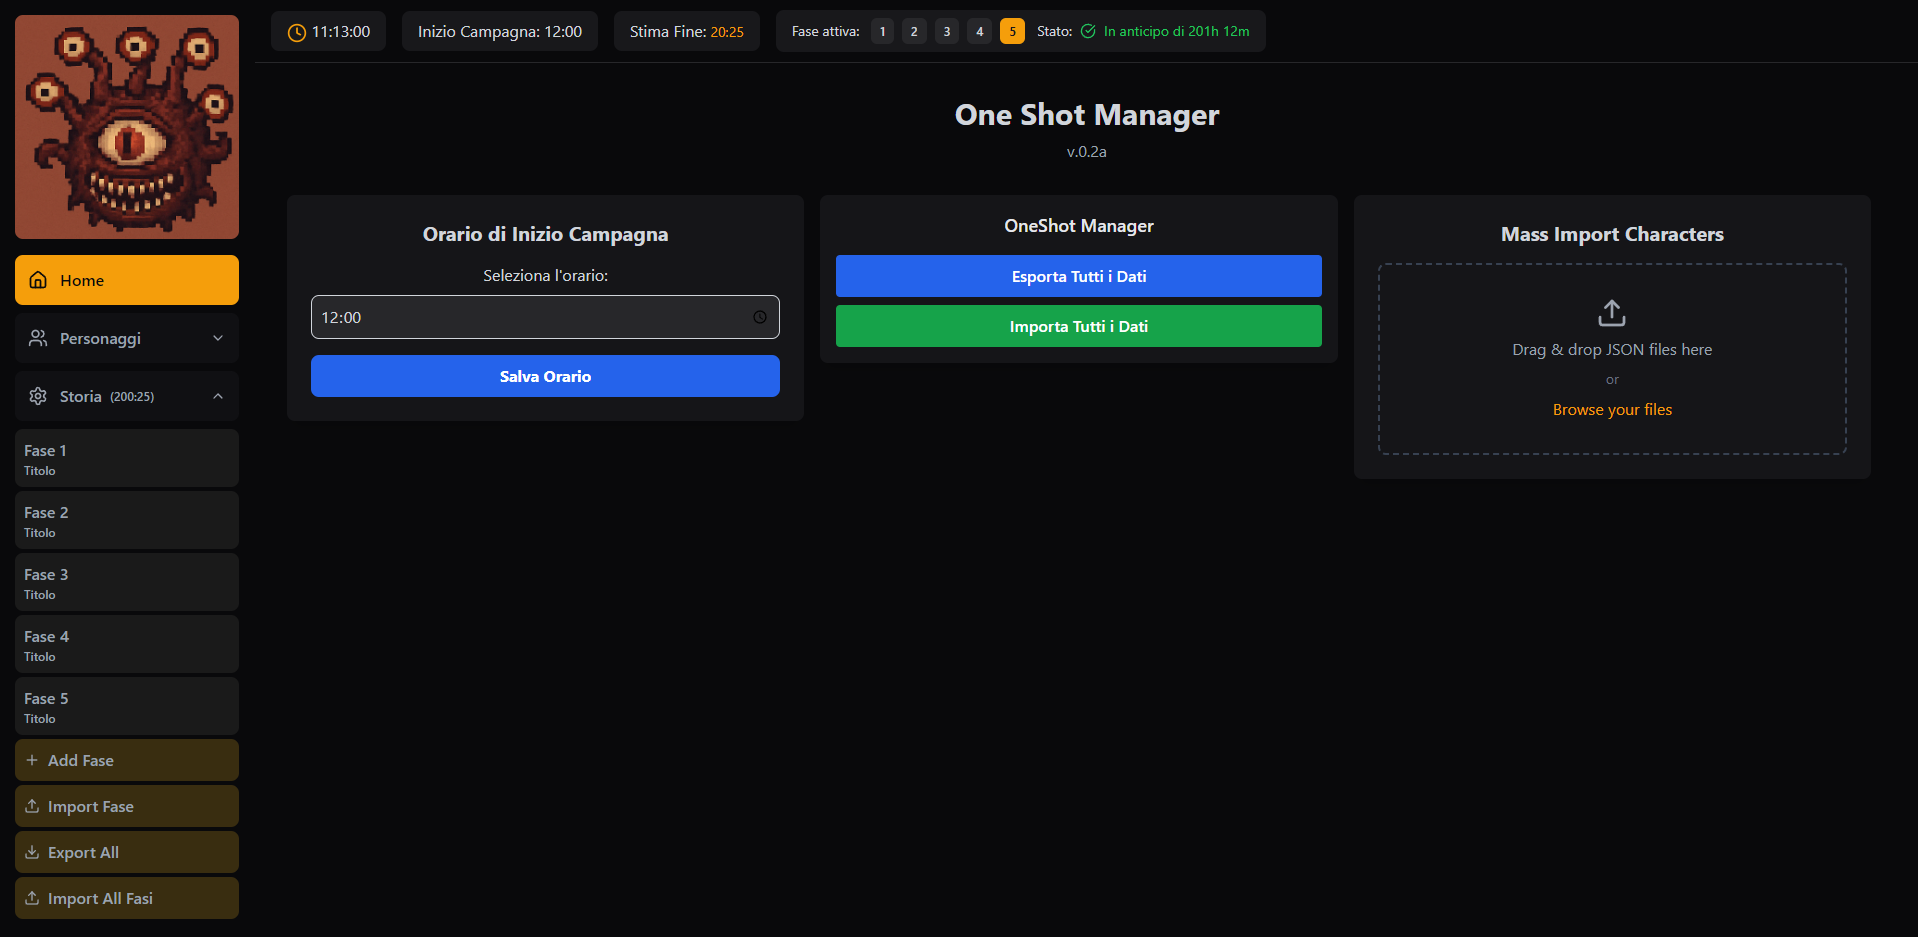 11:13:00
Inizio Campagna: 12:00
Stima Fine: 20:25
Fase attiva: 1 2 3 4 5 Stato: In anticipo di 201h 12m
One Shot Manager
v.0.2a
Home
Personaggi
Storia (200:25)
Fase 1
Titolo
Fase 2
Titolo
Fase 3
Titolo
Fase 4
Titolo
Fase 5
Titolo
Add Fase
Import Fase
Export All
Import All Fasi
Orario di Inizio Campagna
Seleziona l'orario:
12:00
Salva Orario
OneShot Manager
Esporta Tutti i Dati
Importa Tutti i Dati
Mass Import Characters
Drag & drop JSON files here
or
Browse your files